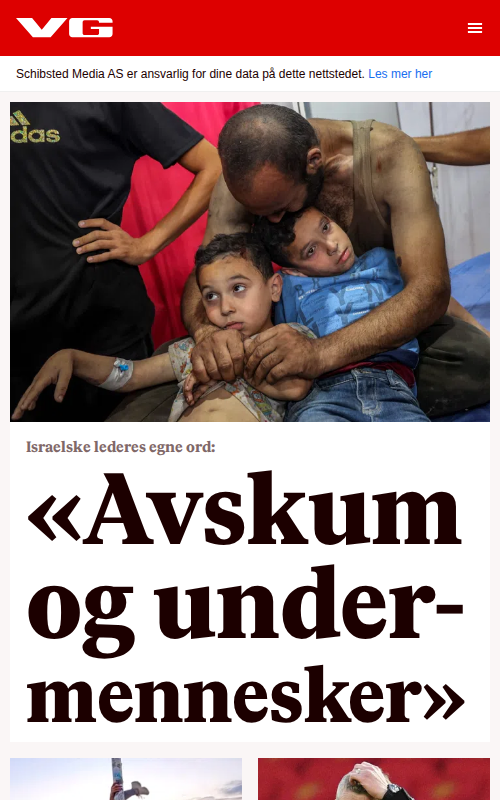 VG
Schibsted Media AS er ansvarlig for dine data på dette nettstedet. Les mer her
das
Israelske lederes egne ord:
«Avskum
og under-
mennesker»